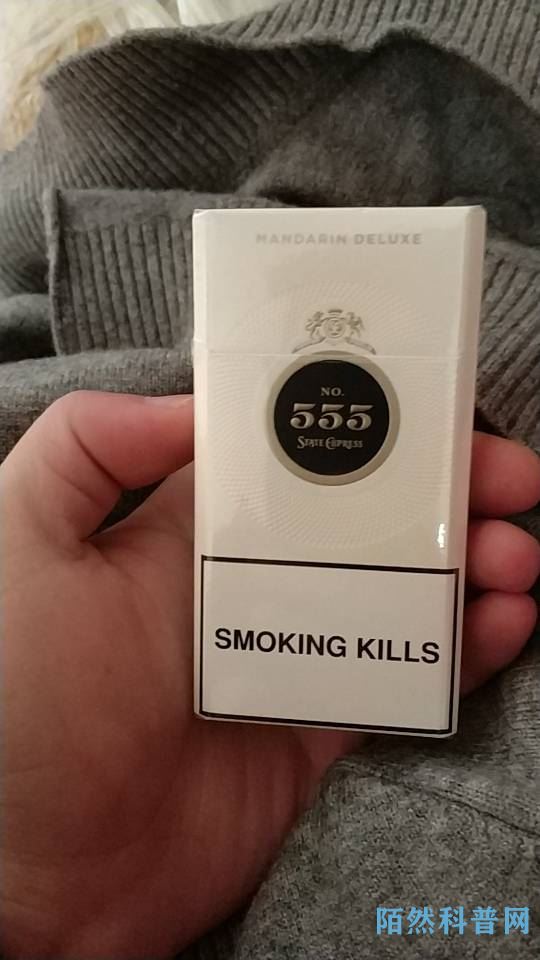 MANDARIN DELUXE
NO.
555
STATE EXPRESS
SMOKING KILLS
陌然科普网